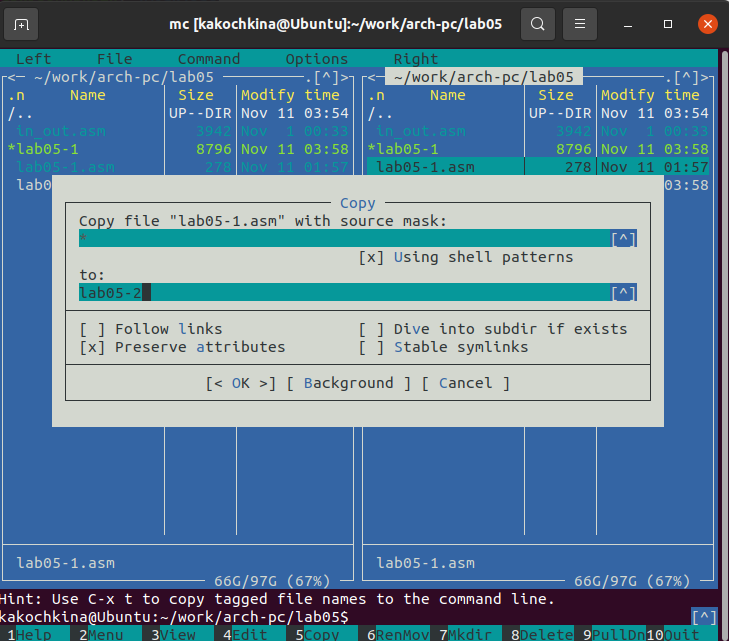 mc [kakochkina@Ubuntu]:~/work/arch-pc/lab05
Left File Command Options Right
<─ ~/work/arch-pc/lab05 ─.[^]> <─ ~/work/arch-pc/lab05 ─.[^]>
.n Name Size Modify time .n Name Size Modify time
/.. UP--DIR Nov 11 03:54 /.. UP--DIR Nov 11 03:54
in_out.asm 3942 Nov 1 00:33 in_out.asm 3942 Nov 1 00:33
*lab05-1 8796 Nov 11 03:58 *lab05-1 8796 Nov 11 03:58
lab05-1.asm 278 Nov 11 01:57 lab05-1.asm 278 Nov 11 01:57
lab0 03:58
Copy
Copy file "lab05-1.asm" with source mask:
* [^]
[x] Using shell patterns
to:
lab05-2 [^]
[ ] Follow links [ ] Dive into subdir if exists
[x] Preserve attributes [ ] Stable symlinks
[< OK >] [ Background ] [ Cancel ]
lab05-1.asm lab05-1.asm
66G/97G (67%) 66G/97G (67%)
Hint: Use C-x t to copy tagged file names to the command line.
kakochkina@Ubuntu:~/work/arch-pc/lab05$ [^]
1Help 2Menu 3View 4Edit 5Copy 6RenMov 7Mkdir 8Delete 9PullDn 10Quit